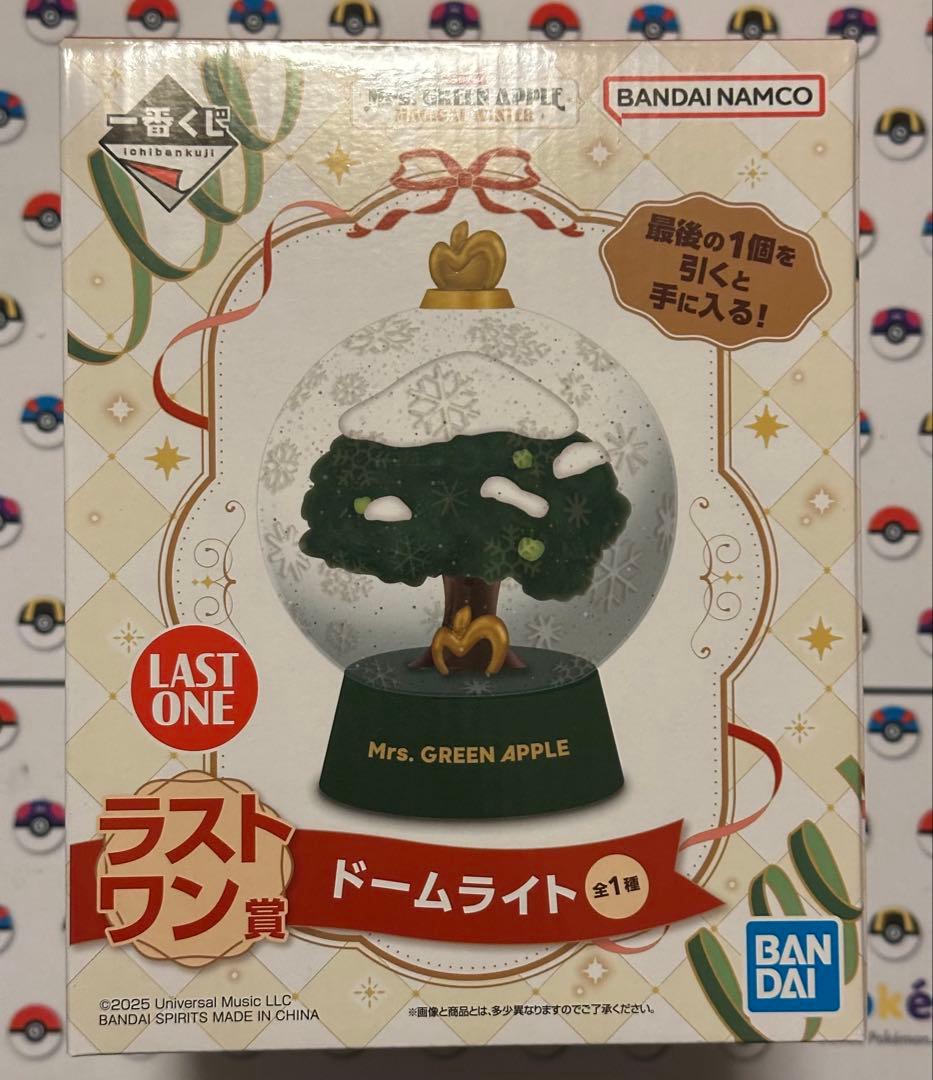 一番くじ
ichibankuji
Mrs. GREEN APPLE
MAGICAL WINTER
BANDAI NAMCO
最後の1個を
引くと
手に入る!
Mrs. GREEN APPLE
LAST
ONE
ラスト
ワン賞
ドームライト
全1種
BAN
DAI
©2025 Universal Music LLC
BANDAI SPIRITS MADE IN CHINA
※画像と商品とは、多少異なりますのでご了承ください。
Pokémon